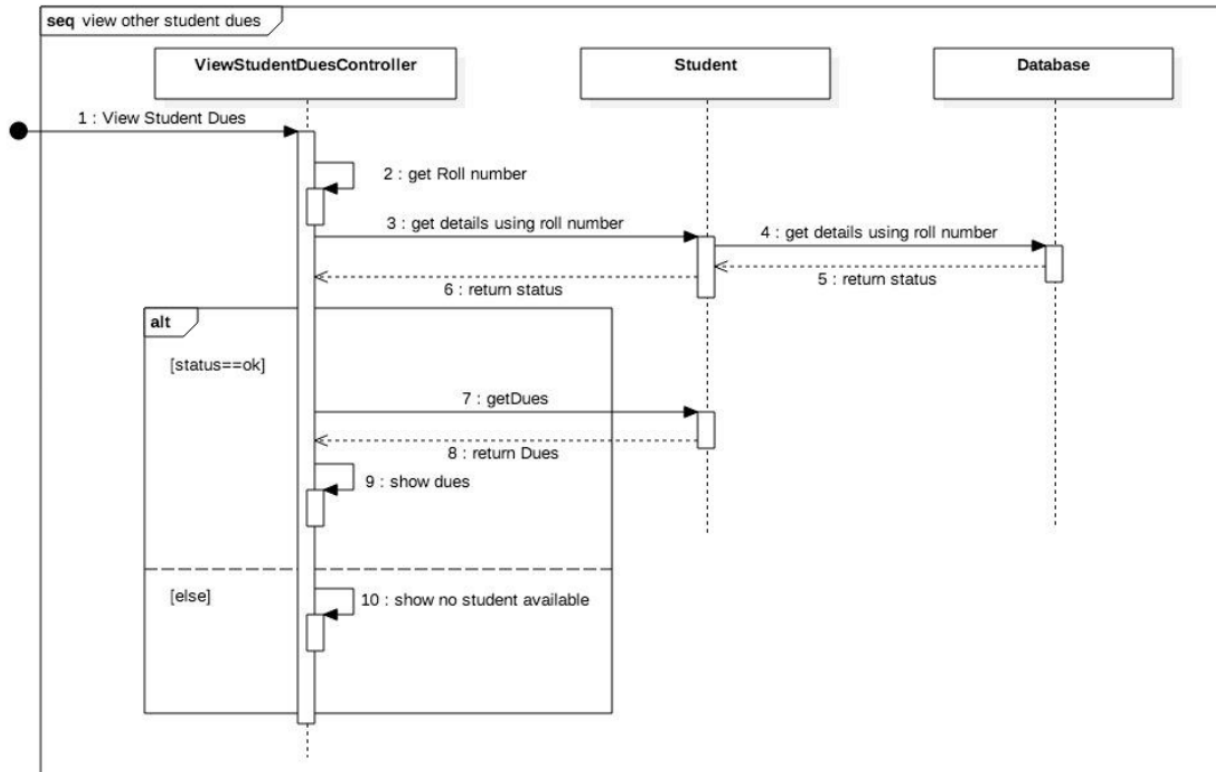 seq view other student dues
ViewStudentDuesController
Student
Database
1 : View Student Dues
2 : get Roll number
3 : get details using roll number
4 : get details using roll number
5 : return status
6 : return status
alt
[status==ok]
7 : getDues
8 : return Dues
9 : show dues
[else]
10 : show no student available